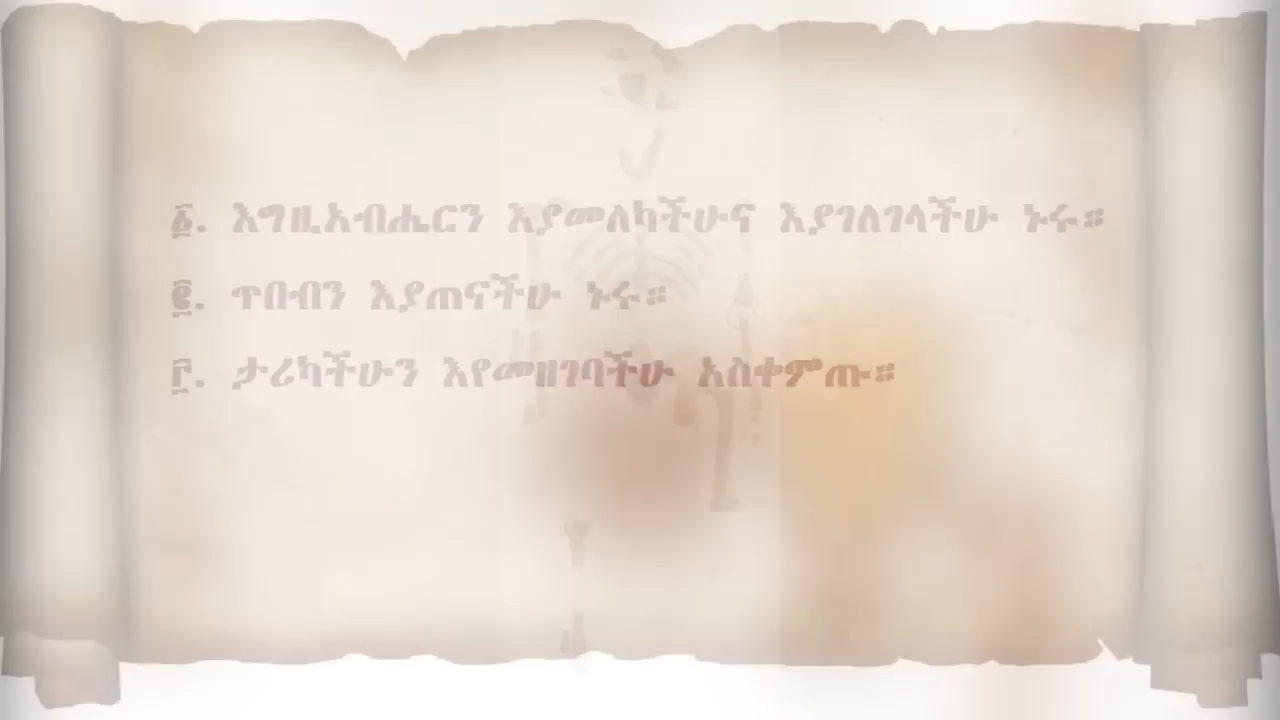 ፩. እግዚአብሔርን እያመለካችሁና እያገለገላችሁ ኑሩ።
፪. ጥበብን እያጠናችሁ ኑሩ።
፫. ታሪካችሁን እየመዘገባችሁ አስቀምጡ።